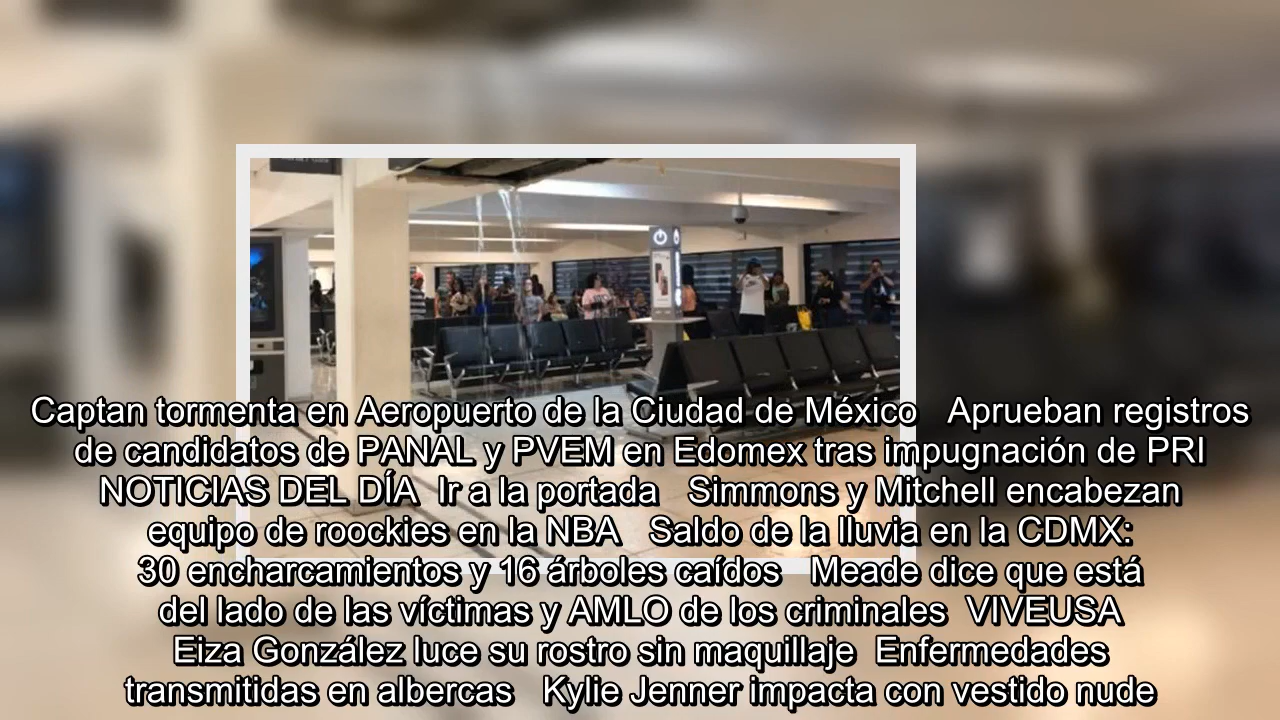 Captan tormenta en Aeropuerto de la Ciudad de México Aprueban registros
de candidatos de PANAL y PVEM en Edomex tras impugnación de PRI
NOTICIAS DEL DÍA Ir a la portada Simmons y Mitchell encabezan
equipo de roockies en la NBA Saldo de la lluvia en la CDMX:
30 encharcamientos y 16 árboles caídos Meade dice que está
del lado de las víctimas y AMLO de los criminales VIVEUSA
Eiza González luce su rostro sin maquillaje Enfermedades
transmitidas en albercas Kylie Jenner impacta con vestido nude